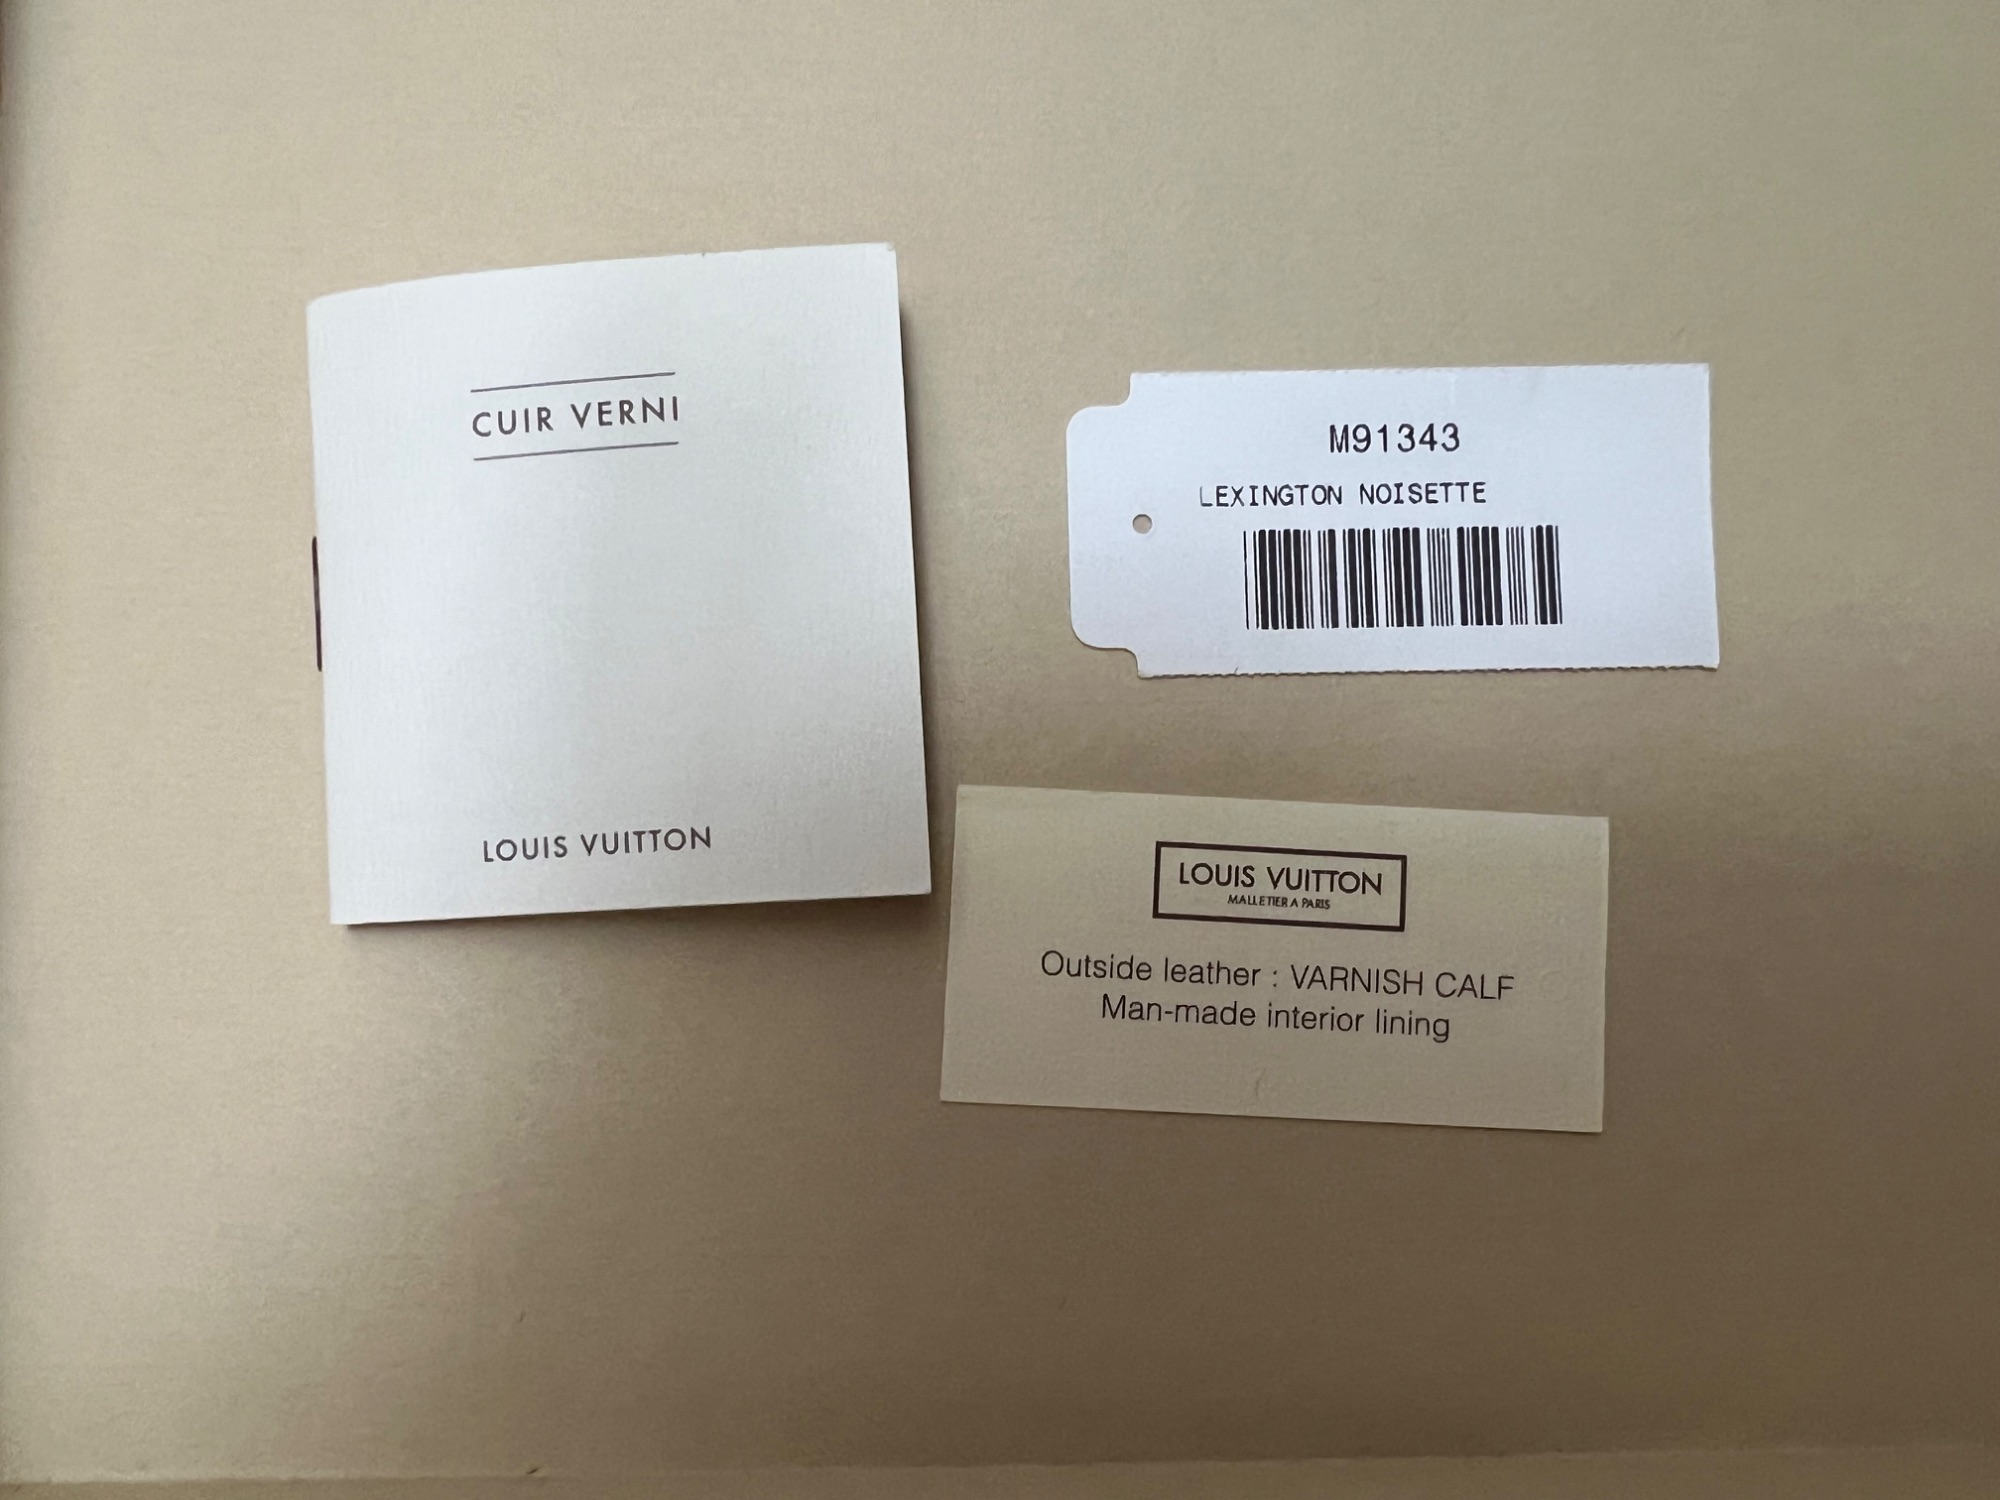 CUIR VERNI
LOUIS VUITTON
M91343
LEXINGTON NOISETTE
LOUIS VUITTON
MALLETIER A PARIS
Outside leather : VARNISH CALF
Man-made interior lining